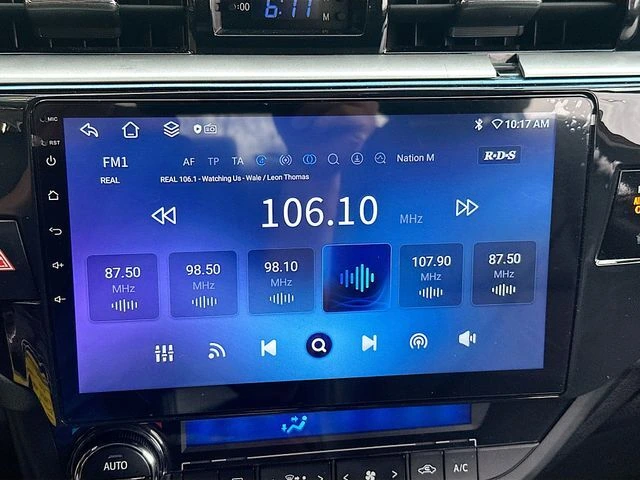 :00 6:11 M
MIC
RST
10:17 AM
FM1 AF TP TA Nation M R·D·S
REAL REAL 106.1 - Watching Us - Wale / Leon Thomas
106.10 MHz
87.50 98.50 98.10 107.90 87.50
MHz MHz MHz MHz MHz
AUTO
A/C